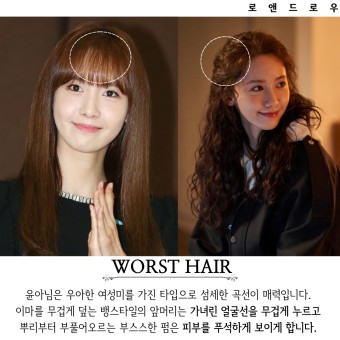 로앤드로우
WORST HAIR
윤아님은 우아한 여성미를 가진 타입으로 섬세한 곡선이 매력입니다.
이마를 무겁게 덮는 뱅스타일의 앞머리는 가녀린 얼굴선을 무겁게 누르고
뿌리부터 부풀어오르는 부스스한 펌은 피부를 푸석하게 보이게 합니다.